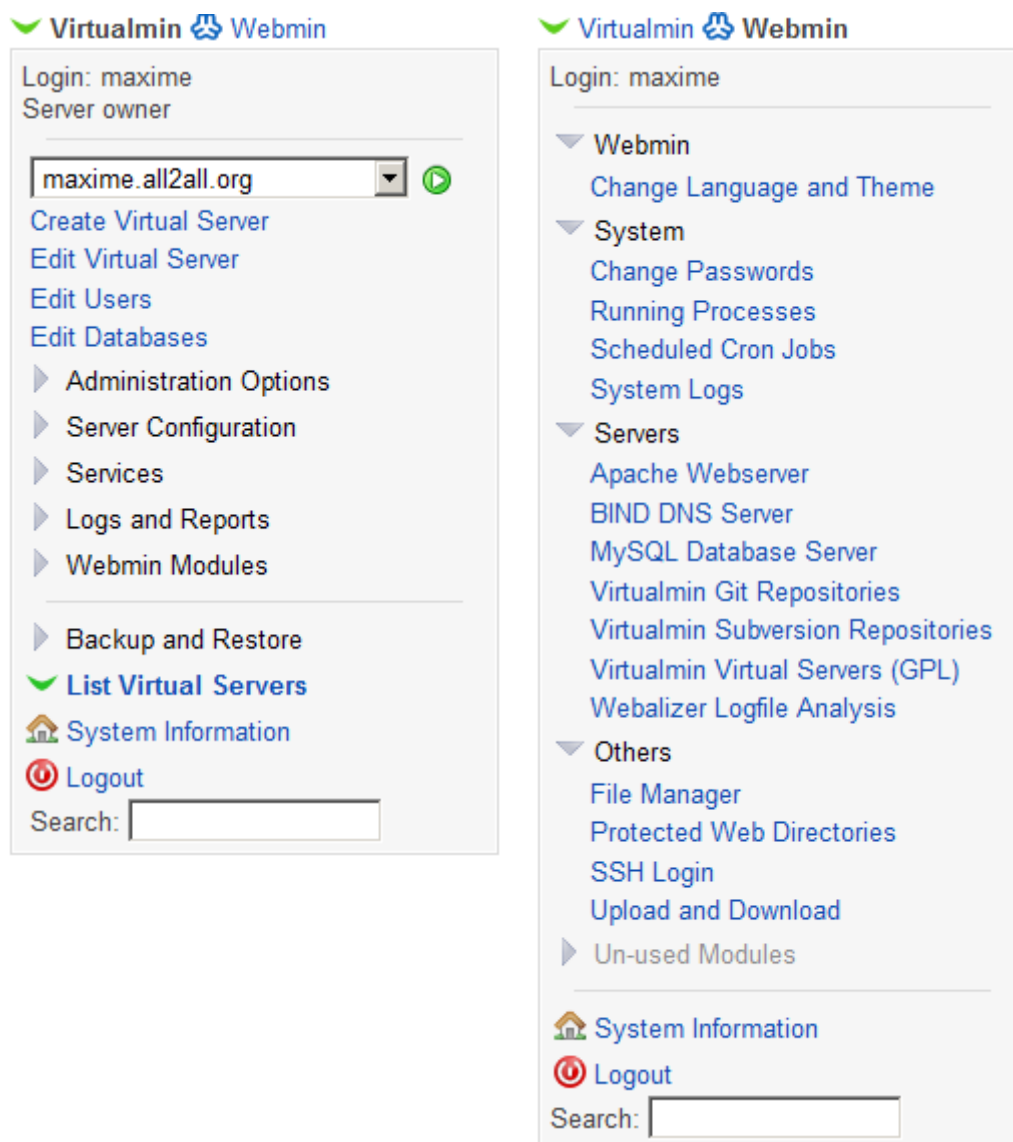 Virtualmin Webmin
Login: maxime
Server owner
maxime.all2all.org
Create Virtual Server
Edit Virtual Server
Edit Users
Edit Databases
Administration Options
Server Configuration
Services
Logs and Reports
Webmin Modules
Backup and Restore
List Virtual Servers
System Information
Logout
Search:
Virtualmin Webmin
Login: maxime
Webmin
Change Language and Theme
System
Change Passwords
Running Processes
Scheduled Cron Jobs
System Logs
Servers
Apache Webserver
BIND DNS Server
MySQL Database Server
Virtualmin Git Repositories
Virtualmin Subversion Repositories
Virtualmin Virtual Servers (GPL)
Webalizer Logfile Analysis
Others
File Manager
Protected Web Directories
SSH Login
Upload and Download
Un-used Modules
System Information
Logout
Search: